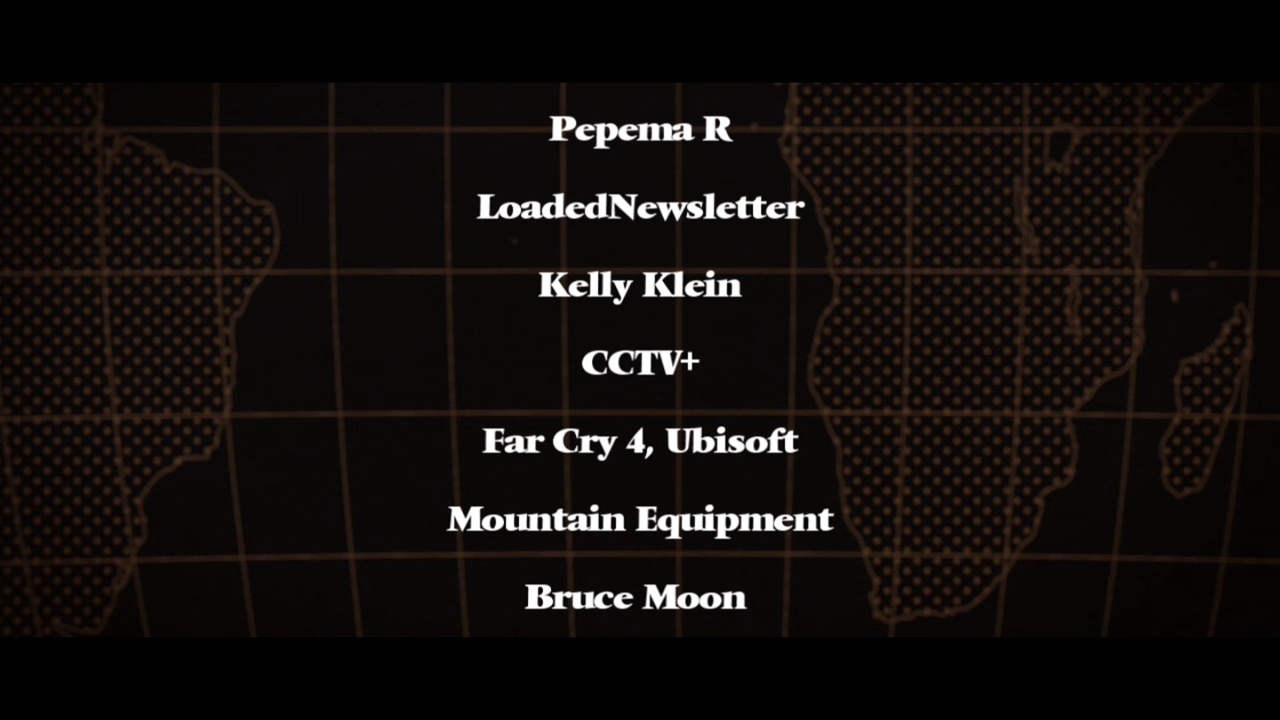 Pepema R
LoadedNewsletter
Kelly Klein
CCTV+
Far Cry 4, Ubisoft
Mountain Equipment
Bruce Moon